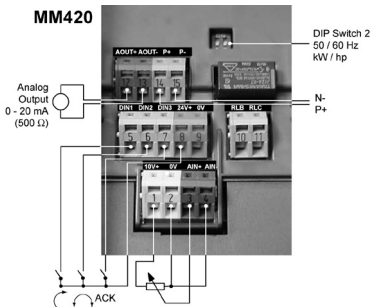 MM420
DIP Switch 2
50 / 60 Hz
kW / hp
AOUT+ AOUT- P+ P-
12 13 14 15
Analog
Output
0 - 20 mA
(500 Ω)
N-
P+
DIN1 DIN2 DIN3 24V+ 0V
RLB RLC
5 6 7 8 9
10 11
10V+ 0V AIN+ AIN-
1 2 3 4
ACK